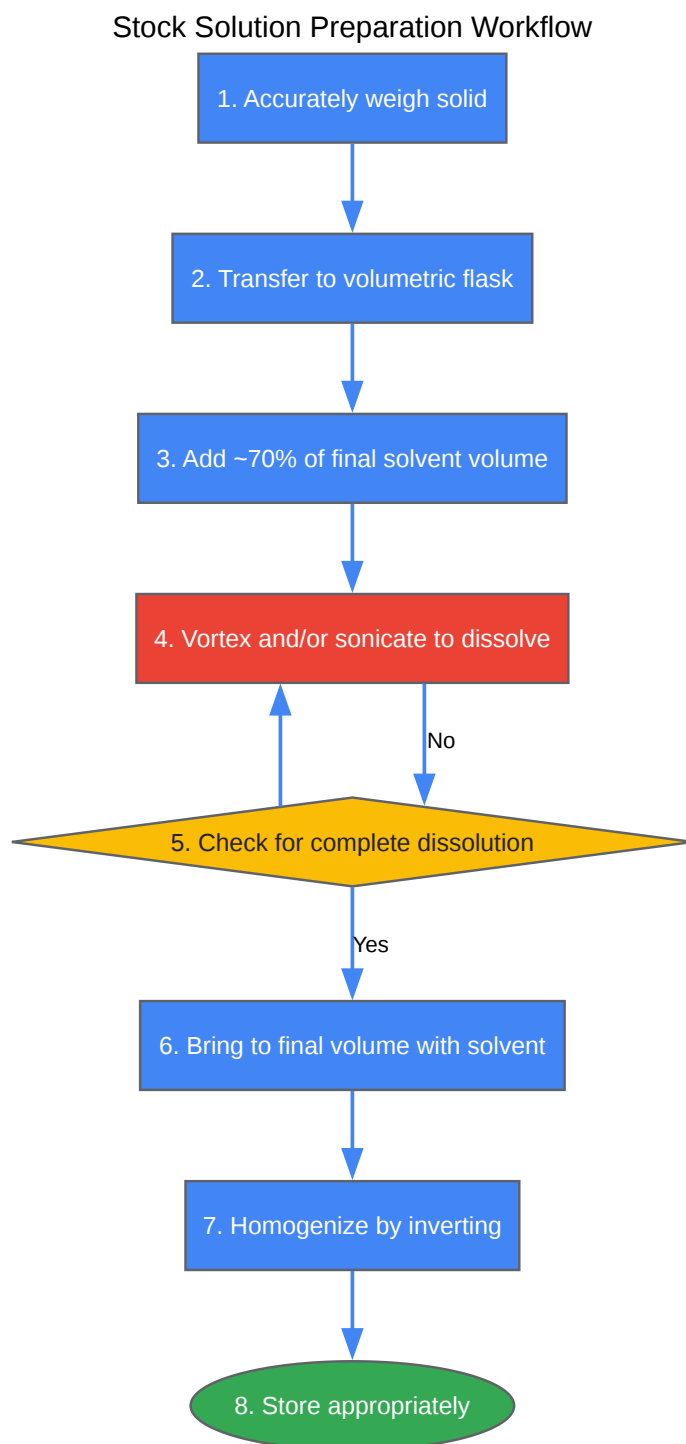 Stock Solution Preparation Workflow
1. Accurately weigh solid
2. Transfer to volumetric flask
3. Add ~70% of final solvent volume
4. Vortex and/or sonicate to dissolve
No
5. Check for complete dissolution
Yes
6. Bring to final volume with solvent
7. Homogenize by inverting
8. Store appropriately